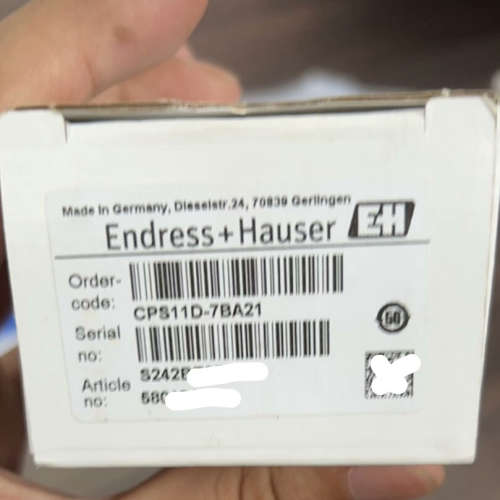 Made in Germany, Dieselstr.24, 70839 Gerlingen
Endress+Hauser EH
Order-
code:
CPS11D-7BA21
Serial
no:
Article
no: